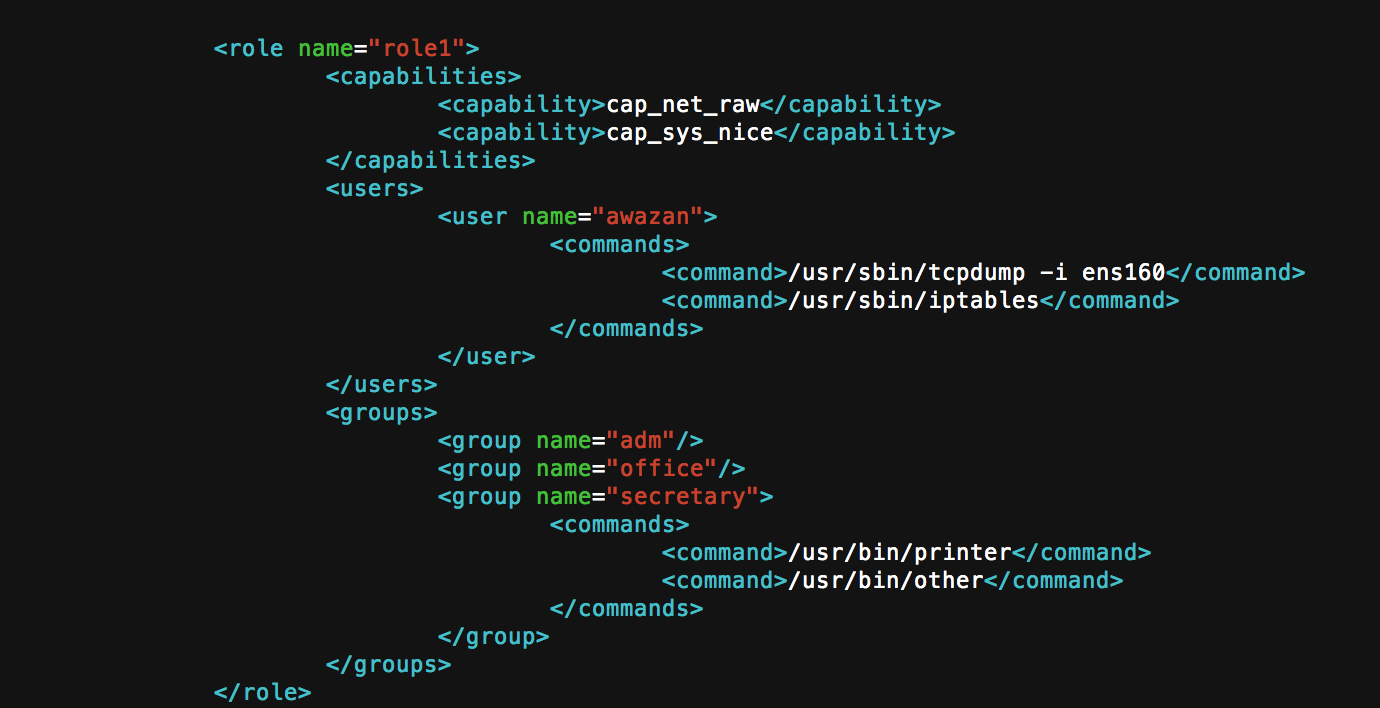 <role name="role1">
<capabilities>
<capability>cap_net_raw</capability>
<capability>cap_sys_nice</capability>
</capabilities>
<users>
<user name="awazan">
<commands>
<command>/usr/sbin/tcpdump -i ens160</command>
<command>/usr/sbin/iptables</command>
</commands>
</user>
</users>
<groups>
<group name="adm"/>
<group name="office"/>
<group name="secretary">
<commands>
<command>/usr/bin/printer</command>
<command>/usr/bin/other</command>
</commands>
</group>
</groups>
</role>